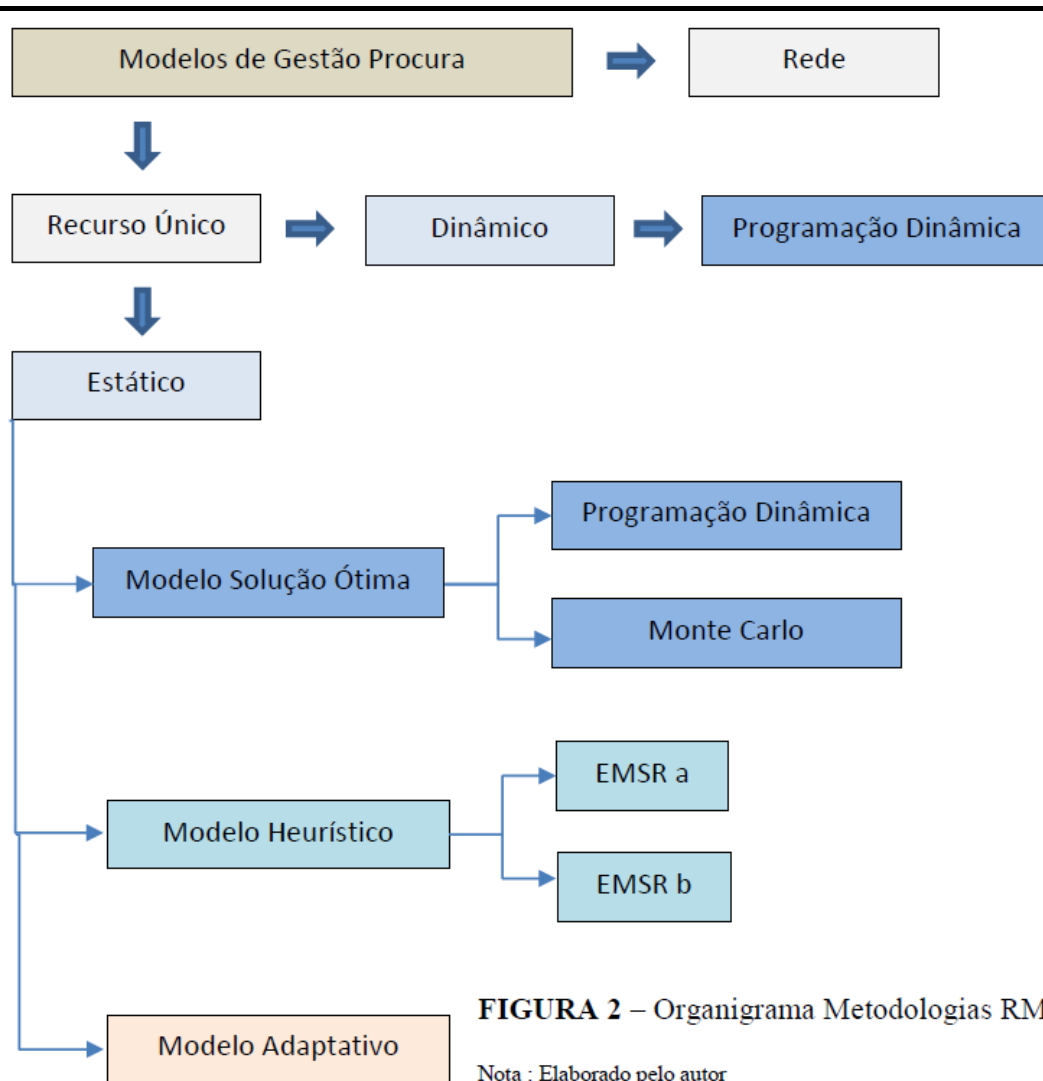 Modelos de Gestão Procura
Rede
Recurso Único
Dinâmico
Programação Dinâmica
Estático
Programação Dinâmica
Modelo Solução Ótima
Monte Carlo
EMSR a
Modelo Heurístico
EMSR b
FIGURA 2 – Organigrama Metodologias RM
Modelo Adaptativo
Nota : Elaborado pelo autor